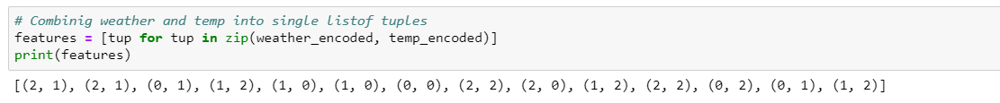 # Combinig weather and temp into single listof tuples
features = [tup for tup in zip(weather_encoded, temp_encoded)]
print(features)
[(2, 1), (2, 1), (0, 1), (1, 2), (1, 0), (1, 0), (0, 0), (2, 2), (2, 0), (1, 2), (2, 2), (0, 2), (0, 1), (1, 2)]